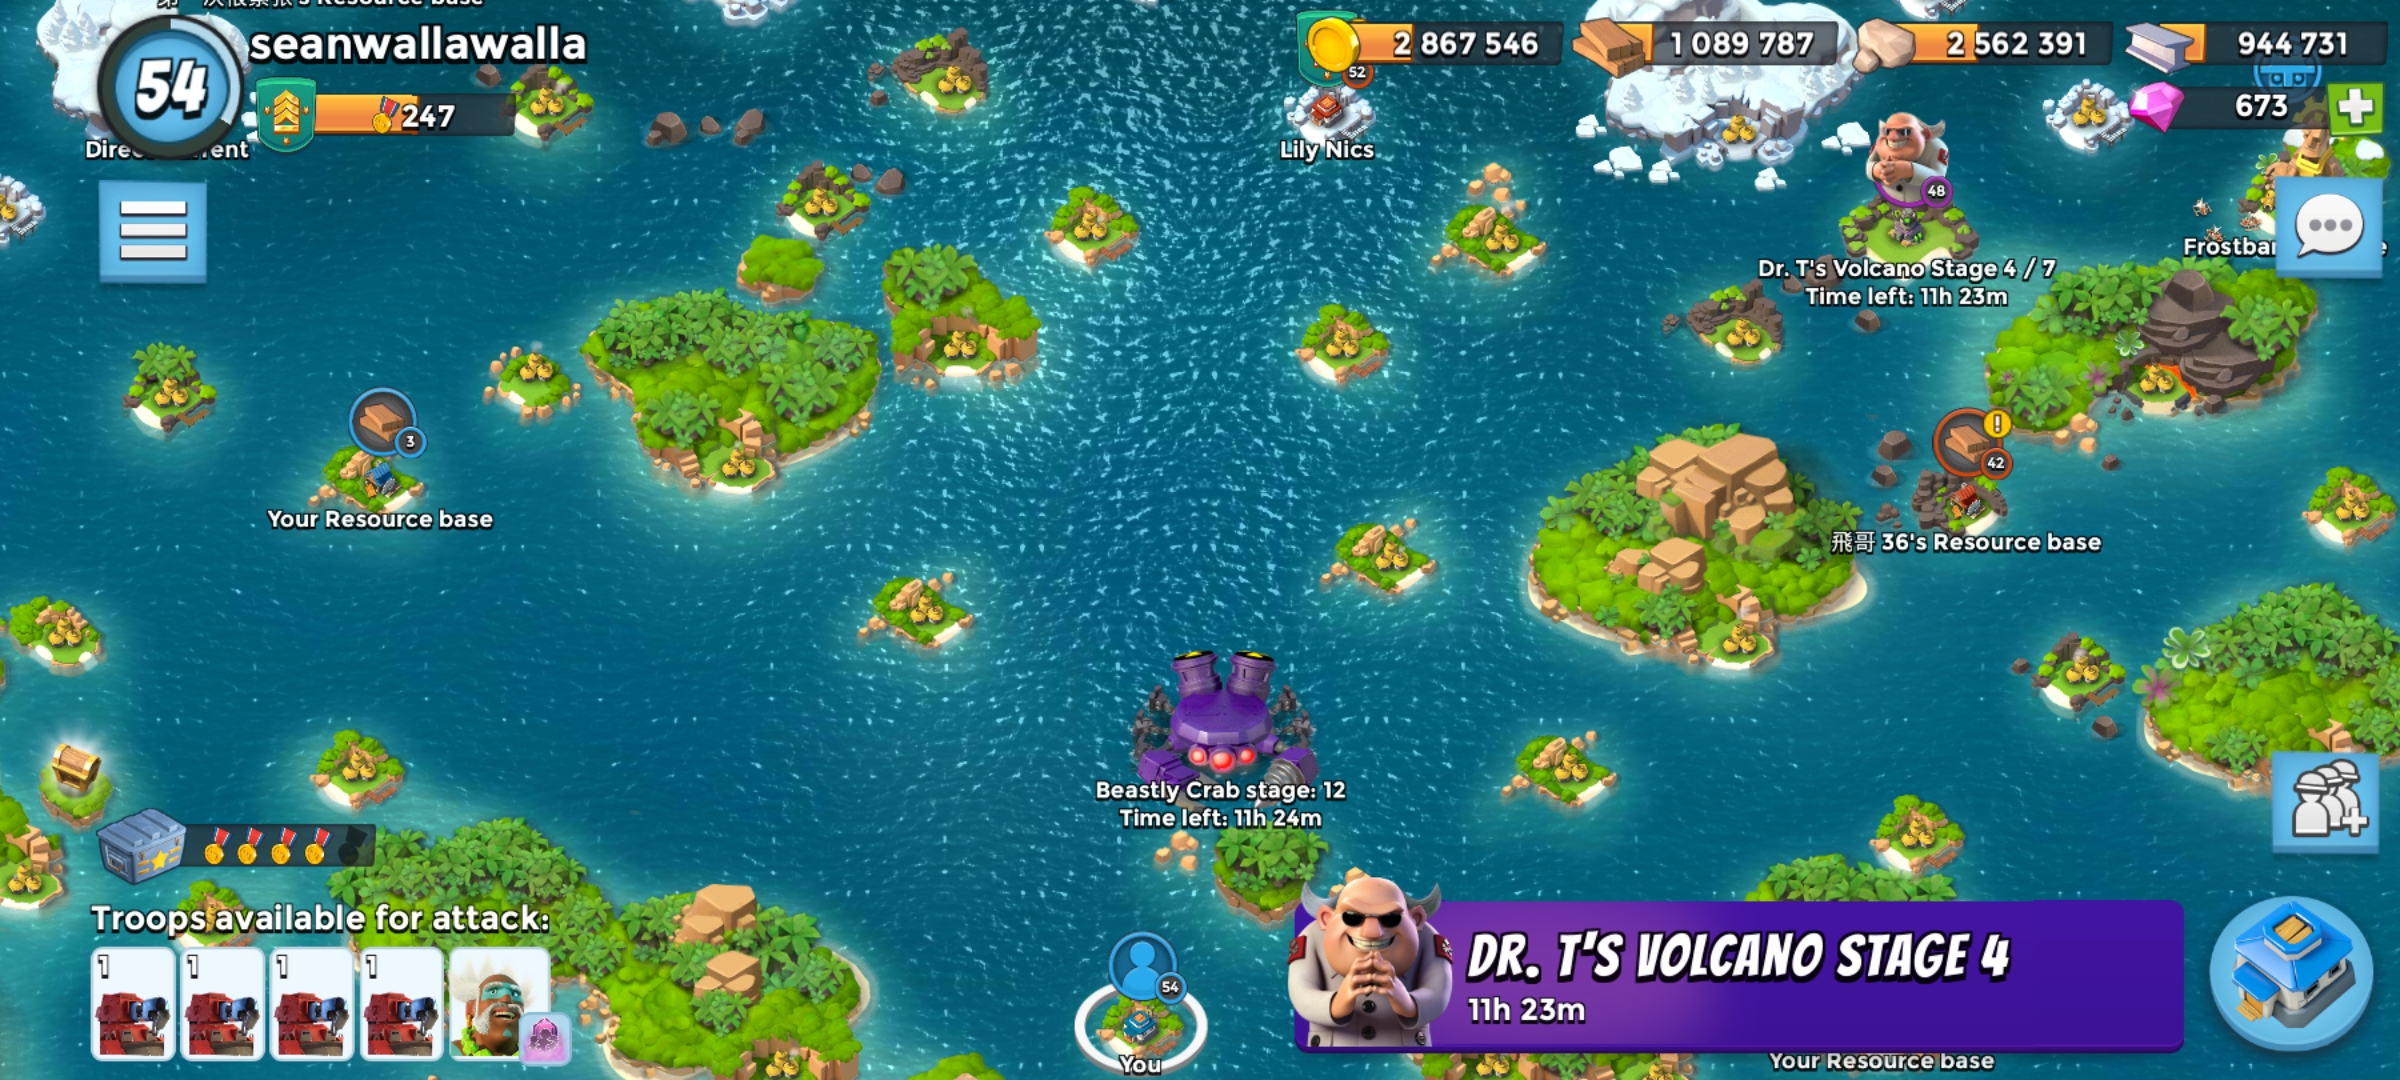 's Resource base
54
seanwallawalla
247
2 867 546
1 089 787
2 562 391
944 731
52
673
Lily Nics
48
Dr. T's Volcano Stage 4 / 7
Time left: 11h 23m
3
Your Resource base
!
42
飛哥 36's Resource base
Beastly Crab stage: 12
Time left: 11h 24m
Troops available for attack:
1
1
1
1
54
You
DR. T'S VOLCANO STAGE 4
11h 23m
Your Resource base